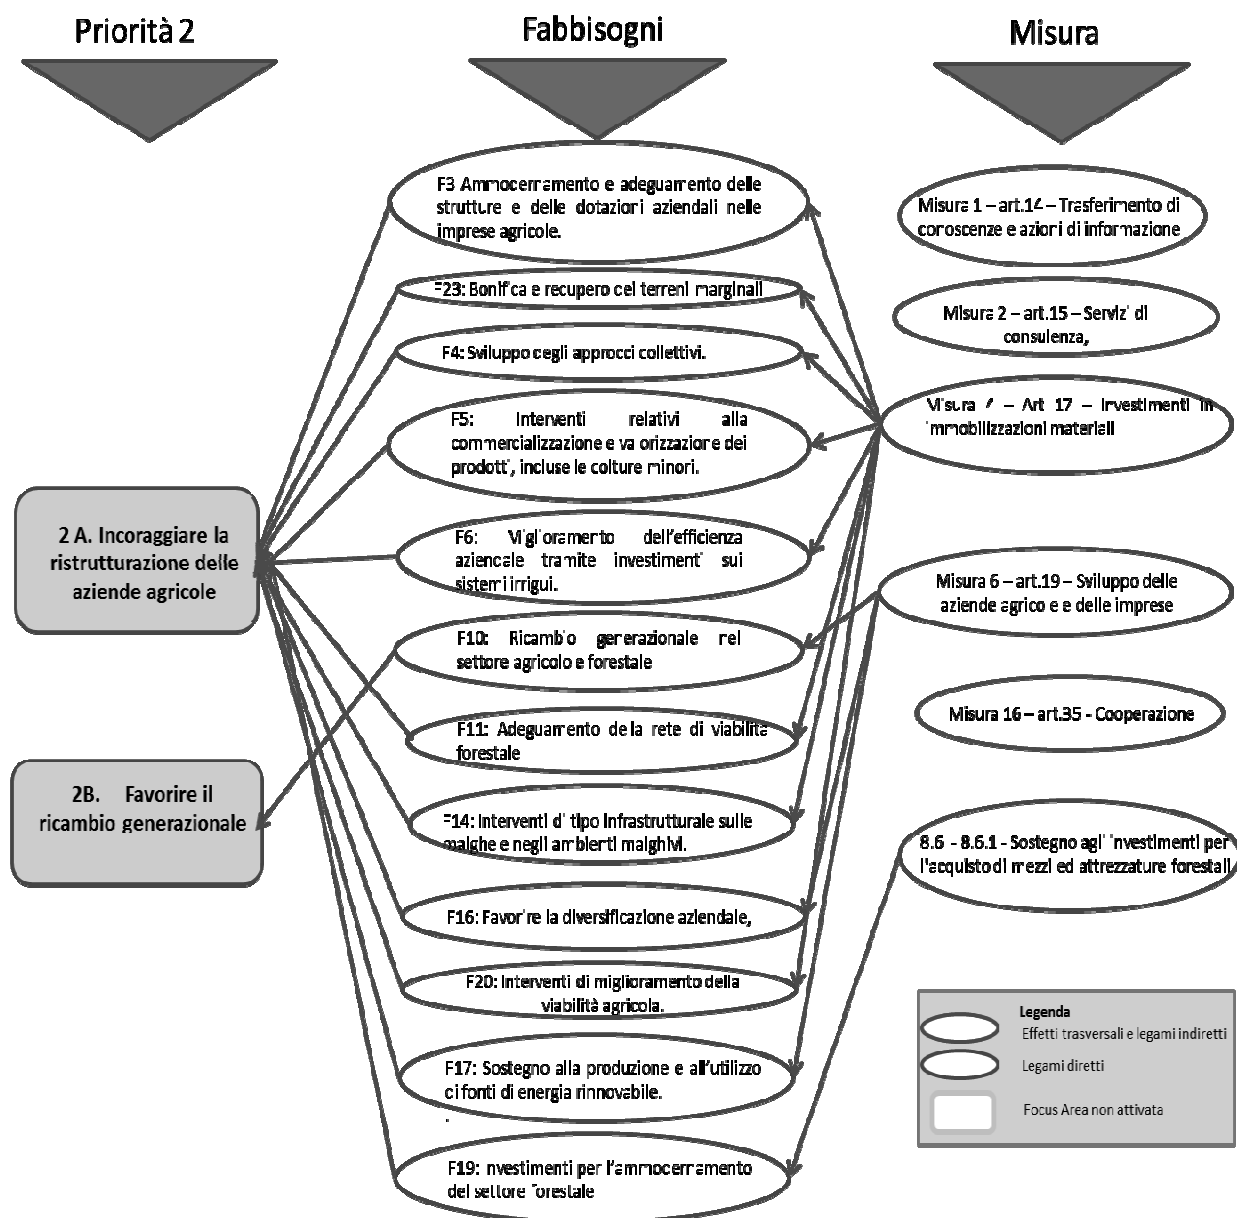 Priorità 2
Fabbisogni
Misura
F3 Ammodernamento e adeguamento delle
strutture e delle dotazioni aziendali nelle
imprese agricole.
F23: Bonifica e recupero dei terreni marginali
F4: Sviluppo degli approcci collettivi.
F5: Interventi relativi alla
commercializzazione e valorizzazione dei
prodotti, incluse le colture minori.
F6: Miglioramento dell'efficienza
aziendale tramite investimenti sui
sistemi irrigui.
F10: Ricambio generazionale nel
settore agricolo e forestale
F11: Adeguamento della rete di viabilità
forestale
F14: Interventi di tipo infrastrutturale sulle
malghe e negli ambienti malghivi.
F16: Favorire la diversificazione aziendale,
F20: Interventi di miglioramento della
viabilità agricola.
F17: Sostegno alla produzione e all'utilizzo
di fonti di energia rinnovabile.
.
F19: Investimenti per l'ammodernamento
del settore forestale
2 A. Incoraggiare la
ristrutturazione delle
aziende agricole
2B. Favorire il
ricambio generazionale
Misura 1 – art.14 – Trasferimento di
conoscenze e azioni di informazione
Misura 2 – art.15 – Servizi di
consulenza,
Misura 4 – Art 17 – Investimenti in
immobilizzazioni materiali
Misura 6 – art.19 – Sviluppo delle
aziende agricole e delle imprese
Misura 16 – art.35 - Cooperazione
8.6 - 8.6.1 - Sostegno agli investimenti per
l'acquisto di mezzi ed attrezzature forestali
Legenda
Effetti trasversali e legami indiretti
Legami diretti
Focus Area non attivata